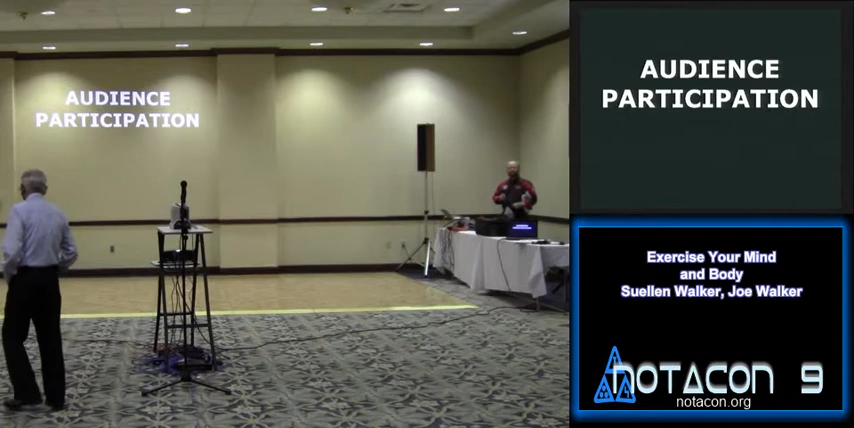 AUDIENCE
PARTICIPATION
AUDIENCE
PARTICIPATION
Exercise Your Mind
and Body
Suellen Walker, Joe Walker
NOTACON 9
notacon.org